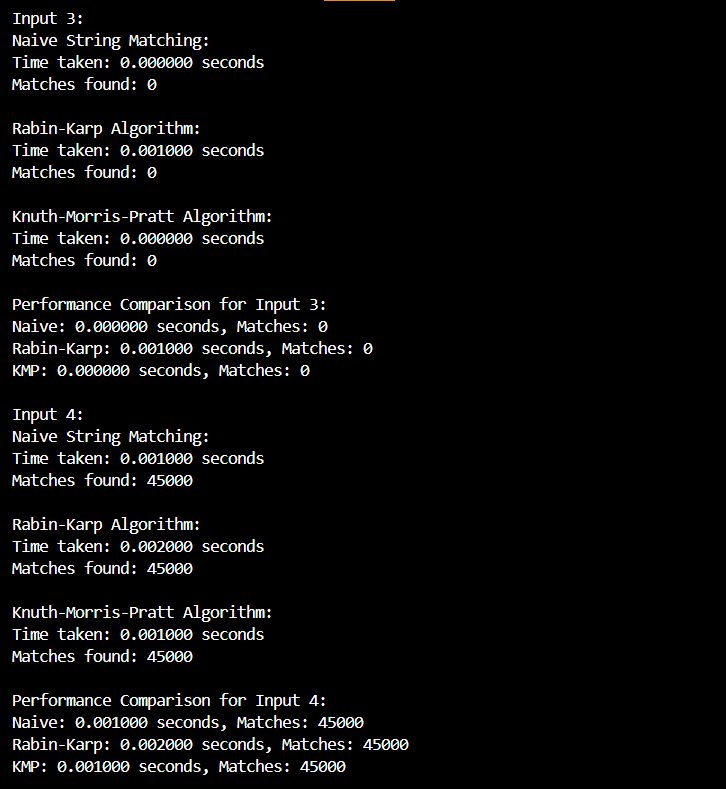 Input 3:
Naive String Matching:
Time taken: 0.000000 seconds
Matches found: 0

Rabin-Karp Algorithm:
Time taken: 0.001000 seconds
Matches found: 0

Knuth-Morris-Pratt Algorithm:
Time taken: 0.000000 seconds
Matches found: 0

Performance Comparison for Input 3:
Naive: 0.000000 seconds, Matches: 0
Rabin-Karp: 0.001000 seconds, Matches: 0
KMP: 0.000000 seconds, Matches: 0

Input 4:
Naive String Matching:
Time taken: 0.001000 seconds
Matches found: 45000

Rabin-Karp Algorithm:
Time taken: 0.002000 seconds
Matches found: 45000

Knuth-Morris-Pratt Algorithm:
Time taken: 0.001000 seconds
Matches found: 45000

Performance Comparison for Input 4:
Naive: 0.001000 seconds, Matches: 45000
Rabin-Karp: 0.002000 seconds, Matches: 45000
KMP: 0.001000 seconds, Matches: 45000